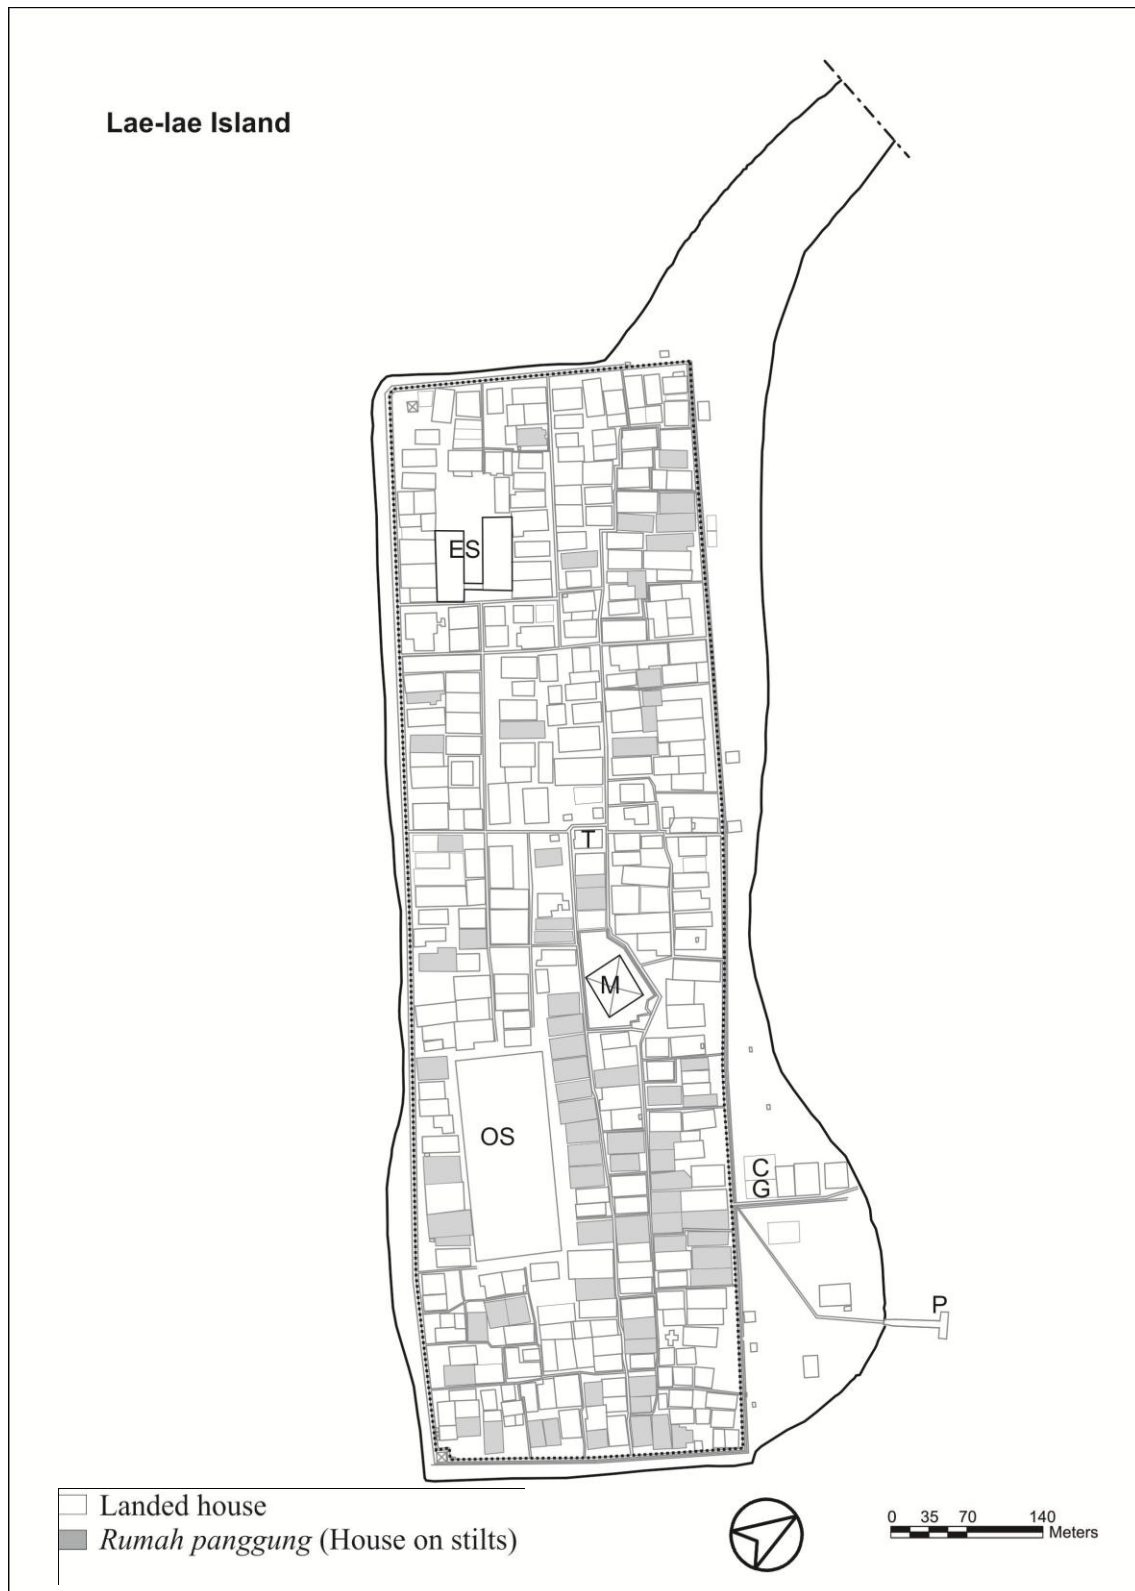 Lae-lae Island
ES
T
M
OS
C
G
P
Landed house
Rumah panggung (House on stilts)
0 35 70 140
Meters